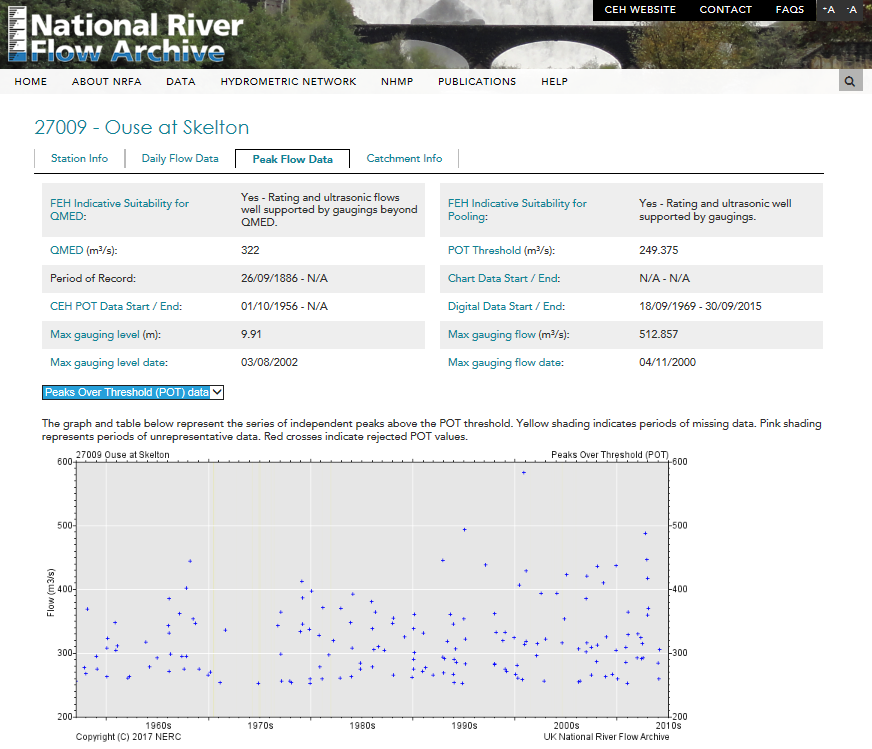 CEH WEBSITE CONTACT FAQS +A -A
National River
Flow Archive
HOME ABOUT NRFA DATA HYDROMETRIC NETWORK NHMP PUBLICATIONS HELP
27009 - Ouse at Skelton
Station Info Daily Flow Data Peak Flow Data Catchment Info
FEH Indicative Suitability for
QMED:
Yes - Rating and ultrasonic flows
well supported by gaugings beyond
QMED.
FEH Indicative Suitability for
Pooling:
Yes - Rating and ultrasonic well
supported by gaugings.
QMED (m³/s): 322 POT Threshold (m³/s): 249.375
Period of Record: 26/09/1886 - N/A Chart Data Start / End: N/A - N/A
CEH POT Data Start / End: 01/10/1956 - N/A Digital Data Start / End: 18/09/1969 - 30/09/2015
Max gauging level (m): 9.91 Max gauging flow (m³/s): 512.857
Max gauging level date: 03/08/2002 Max gauging flow date: 04/11/2000
Peaks Over Threshold (POT) data
The graph and table below represent the series of independent peaks above the POT threshold. Yellow shading indicates periods of missing data. Pink shading
represents periods of unrepresentative data. Red crosses indicate rejected POT values.
27009 Ouse at Skelton Peaks Over Threshold (POT)
600 600
500 500
400 400
Flow (m3/s)
300 300
200 200
1960s 1970s 1980s 1990s 2000s 2010s
Copyright (C) 2017 NERC UK National River Flow Archive